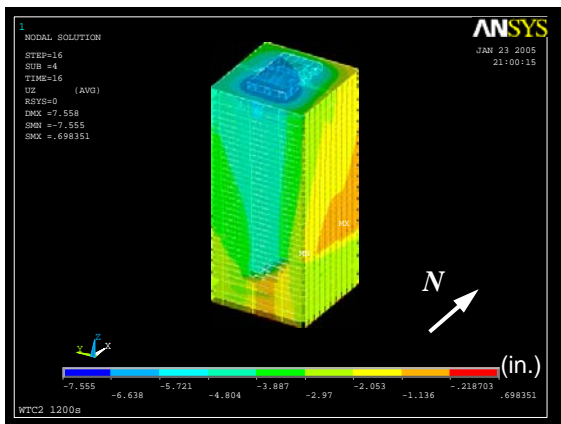 1
NODAL SOLUTION
STEP=16
SUB =4
TIME=16
UZ (AVG)
RSYS=0
DMX =7.558
SMN =-7.555
SMX =.698351
ANSYS
JAN 23 2005
21:00:15
MX
MN
N
Z
Y X
(in.)
-7.555 -5.721 -3.887 -2.053 -.218703
-6.638 -4.804 -2.97 -1.136 .698351
WTC2 1200s